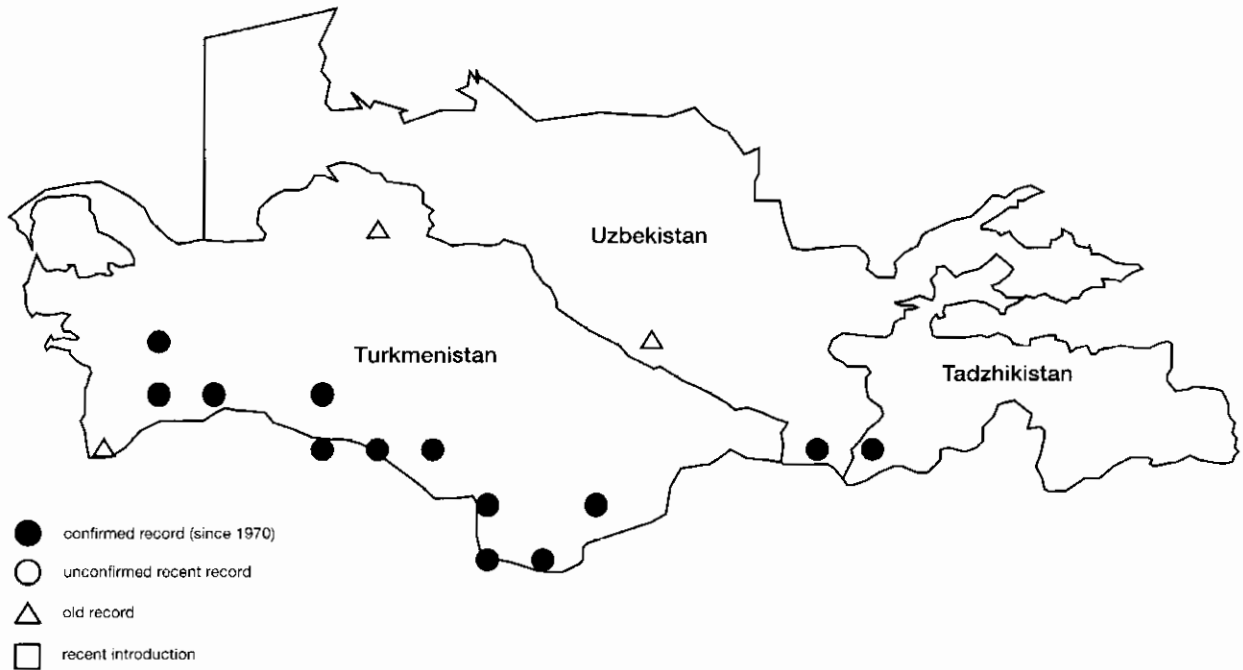 Uzbekistan
Turkmenistan
Tadzhikistan
confirmed record (since 1970)
unconfirmed recent record
old record
recent introduction